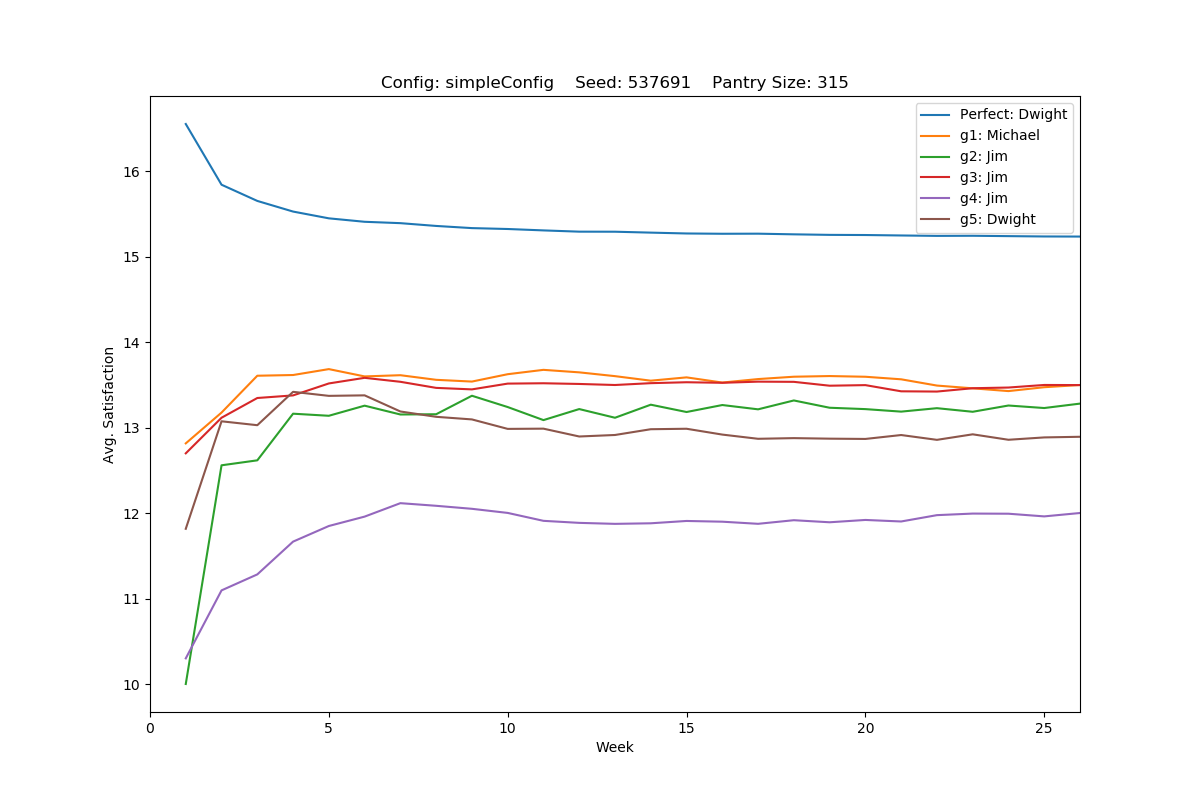 Config: simpleConfig    Seed: 537691    Pantry Size: 315
Perfect: Dwight
g1: Michael
g2: Jim
g3: Jim
g4: Jim
g5: Dwight
Avg. Satisfaction
16
15
14
13
12
11
10
0 5 10 15 20 25
Week